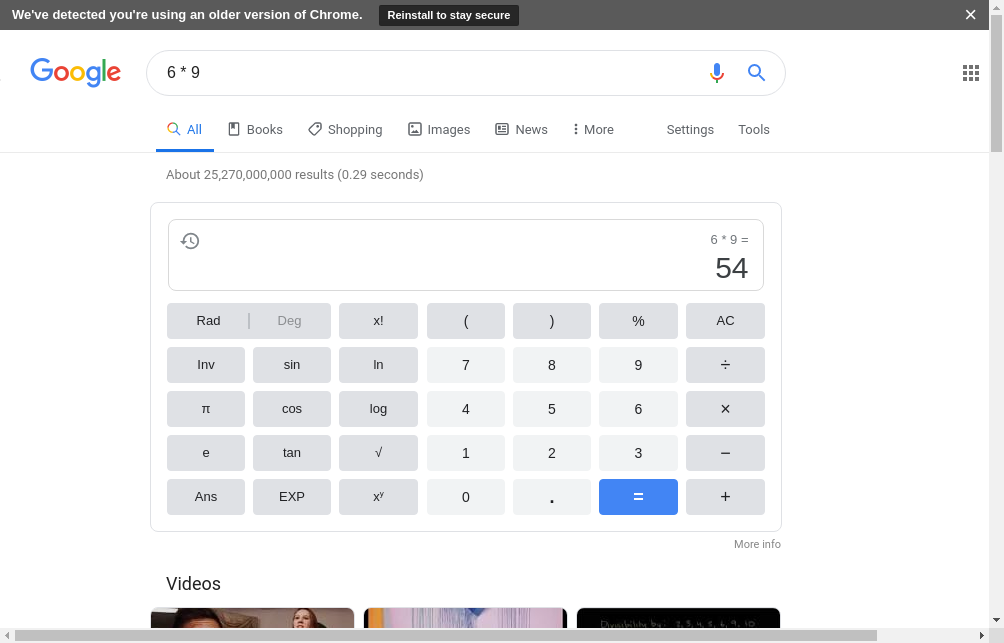 We've detected you're using an older version of Chrome. Reinstall to stay secure
Google 6 * 9
All Books Shopping Images News More Settings Tools
About 25,270,000,000 results (0.29 seconds)
6 * 9 =
54
Rad Deg x! ( ) % AC
Inv sin ln 7 8 9 ÷
π cos log 4 5 6 ×
e tan √ 1 2 3 −
Ans EXP xʸ 0 . = +
More info
Videos
Divisibility by: 2, 3, 4, 5, 6, 9, 10